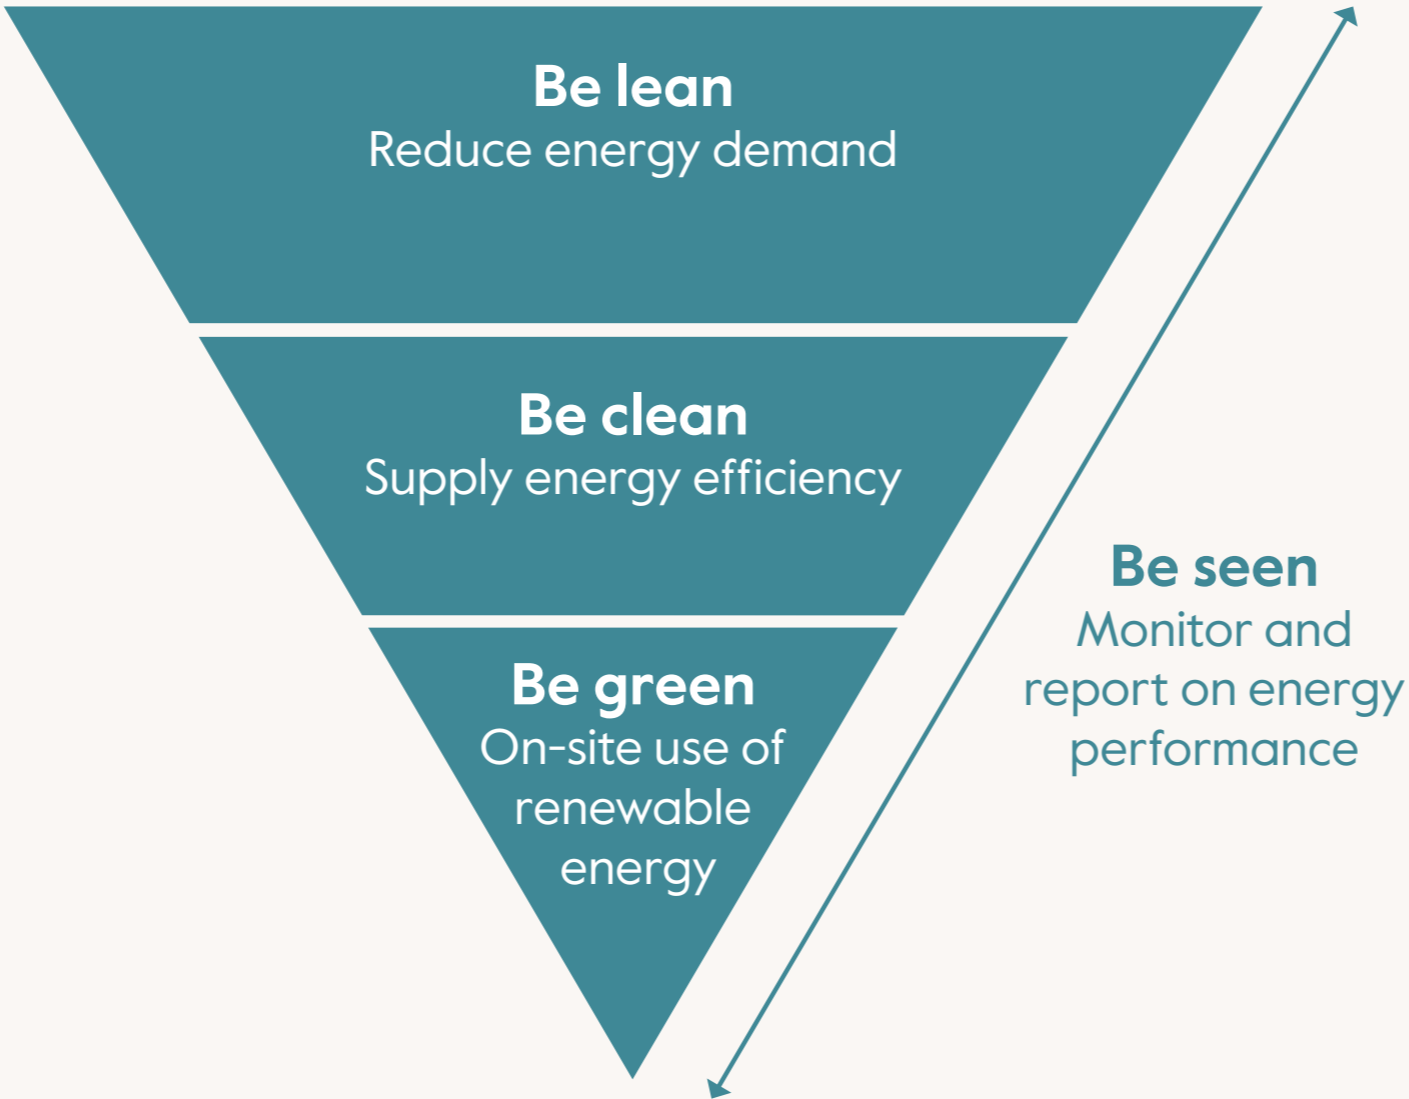 Be lean
Reduce energy demand
Be clean
Supply energy efficiency
Be green
On-site use of
renewable
energy
Be seen
Monitor and
report on energy
performance